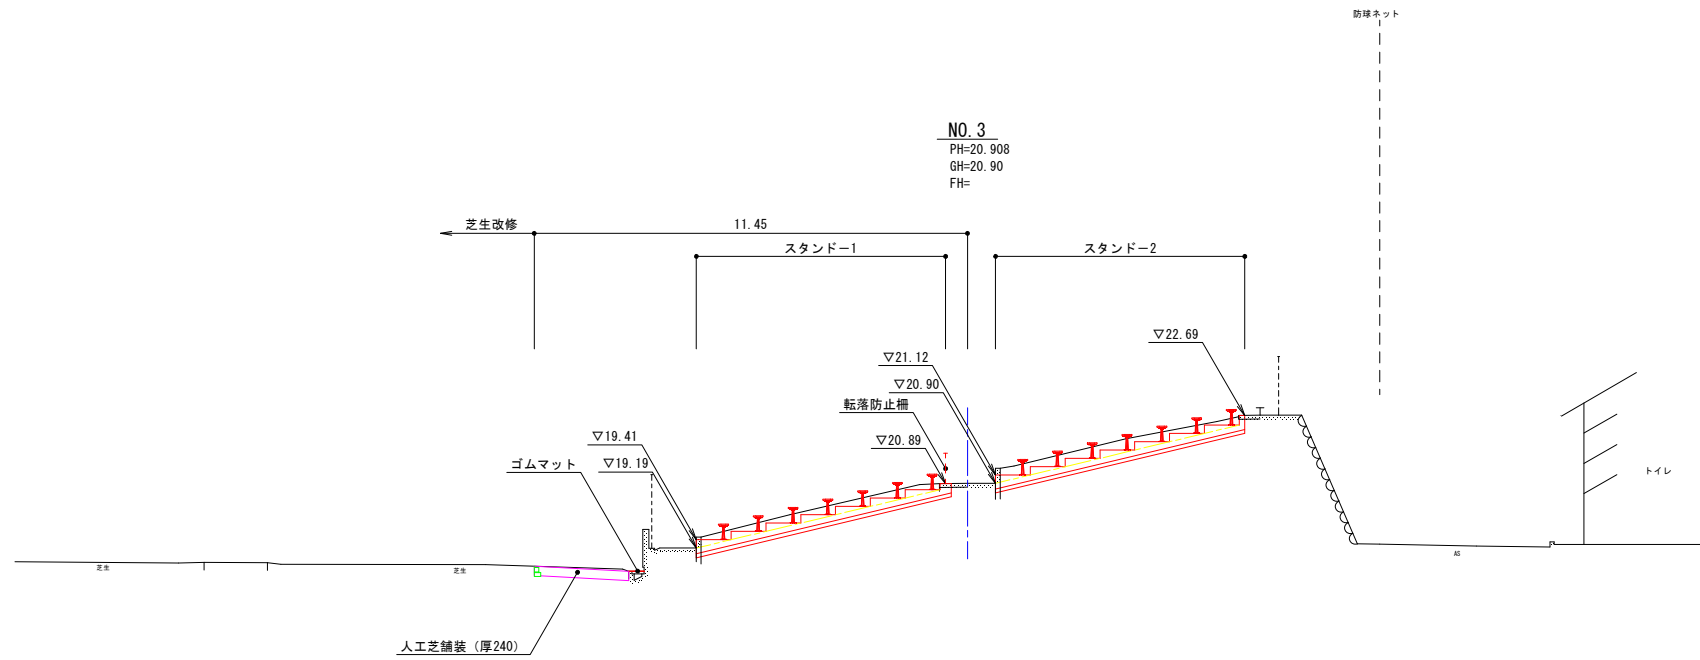 防球ネット
NO.3
PH=20.908
GH=20.90
FH=
芝生改修
11.45
スタンドー1
スタンドー2
▽22.69
▽21.12
▽20.90
転落防止柵
▽20.89
▽19.41
ゴムマット
▽19.19
トイレ
AS
芝生
芝生
人工芝舗装（厚240）